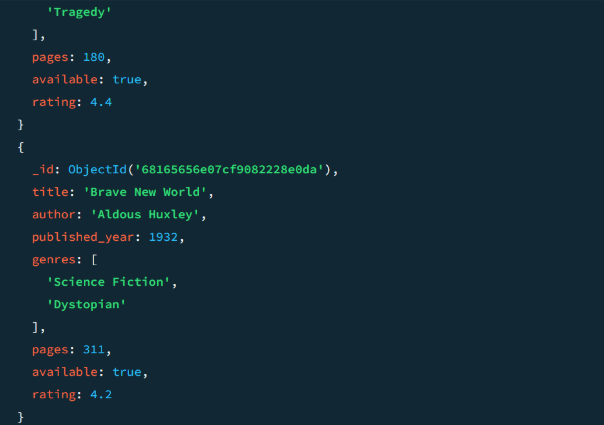 'Tragedy'
],
pages: 180,
available: true,
rating: 4.4
}
{
_id: ObjectId('68165656e07cf9082228e0da'),
title: 'Brave New World',
author: 'Aldous Huxley',
published_year: 1932,
genres: [
'Science Fiction',
'Dystopian'
],
pages: 311,
available: true,
rating: 4.2
}